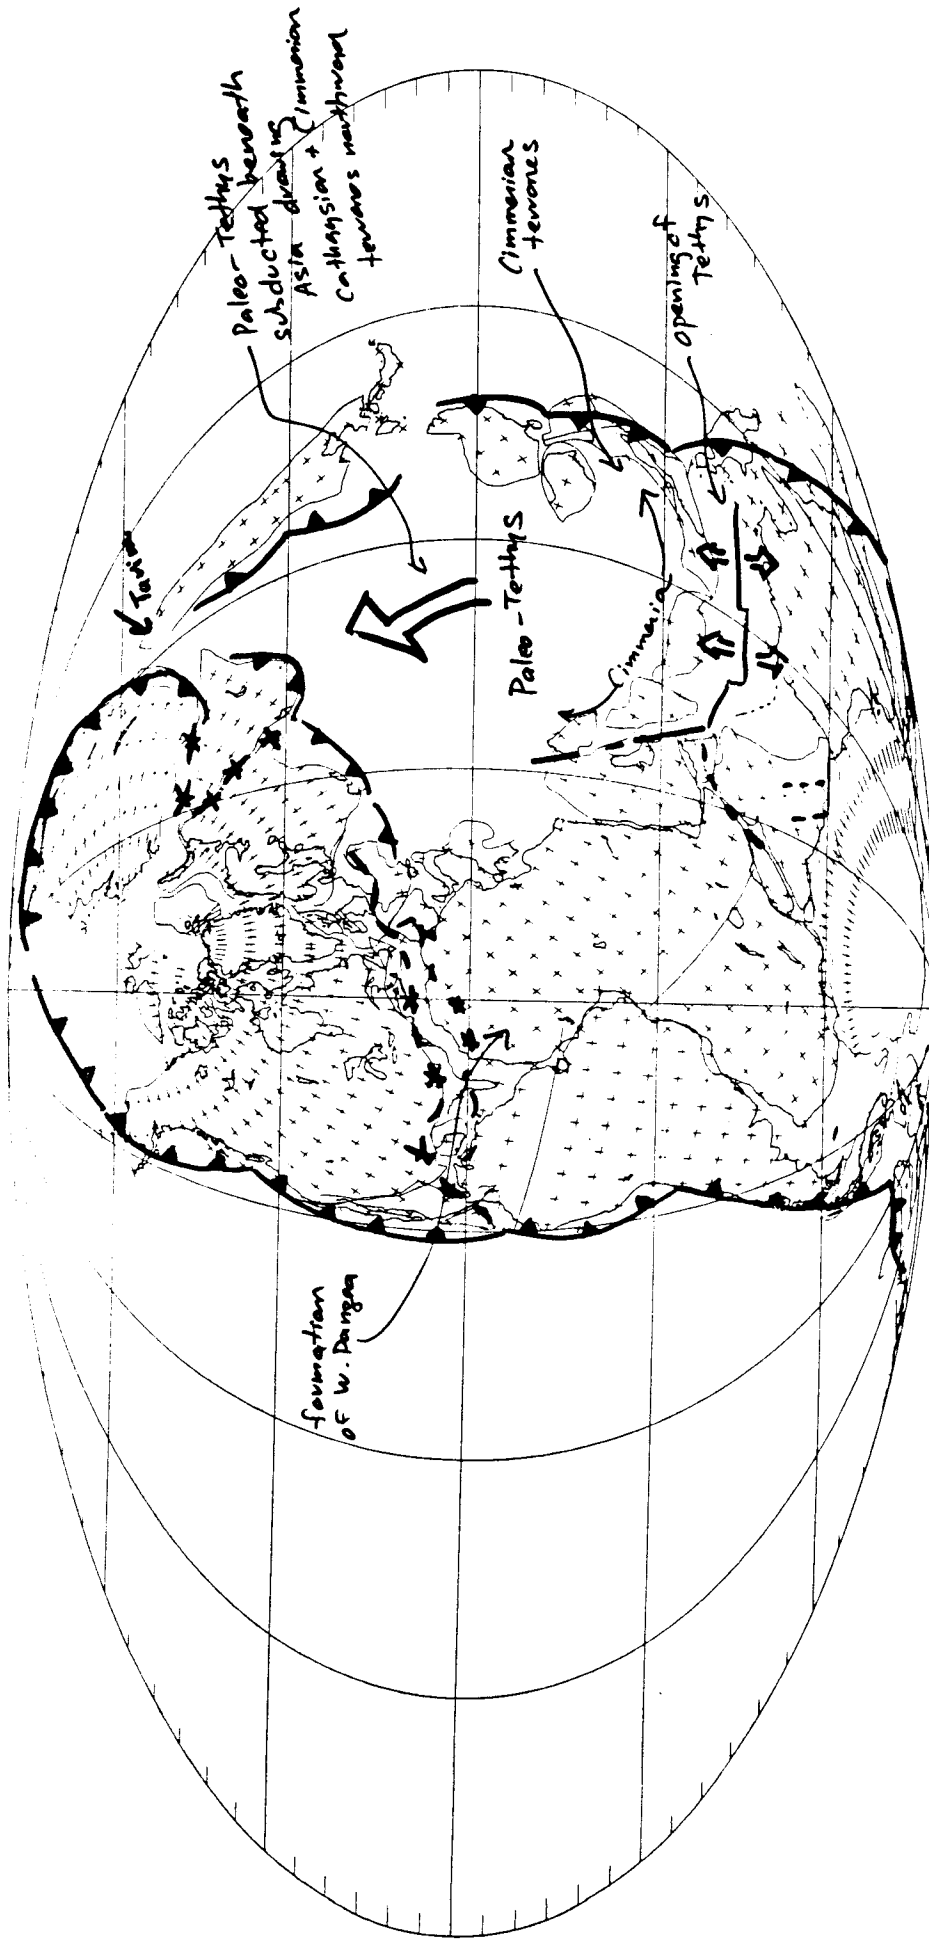 Tarim
Paleo-Tethys
subducted beneath
Asia drawing
Cathaysian + Cimmerian
terranes northward
Paleo-Tethys
Cimmerian
terranes
Cimmeria
opening of
Tethys
formation
of W. Pangea